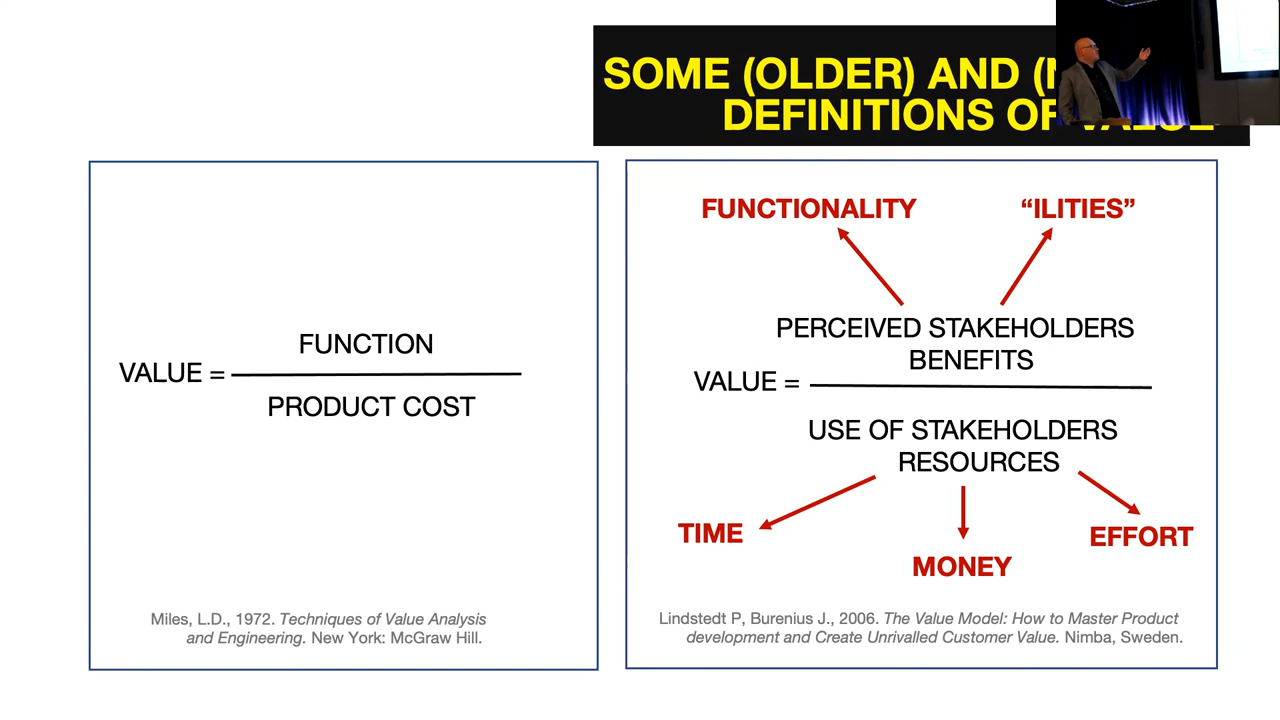 SOME (OLDER) AND
DEFINITIONS OF
VALUE =
FUNCTION
PRODUCT COST
Miles, L.D., 1972. Techniques of Value Analysis
and Engineering. New York: McGraw Hill.
FUNCTIONALITY
“ILITIES”
PERCEIVED STAKEHOLDERS
BENEFITS
VALUE =
USE OF STAKEHOLDERS
RESOURCES
TIME
MONEY
EFFORT
Lindstedt P, Burenius J., 2006. The Value Model: How to Master Product
development and Create Unrivalled Customer Value. Nimba, Sweden.